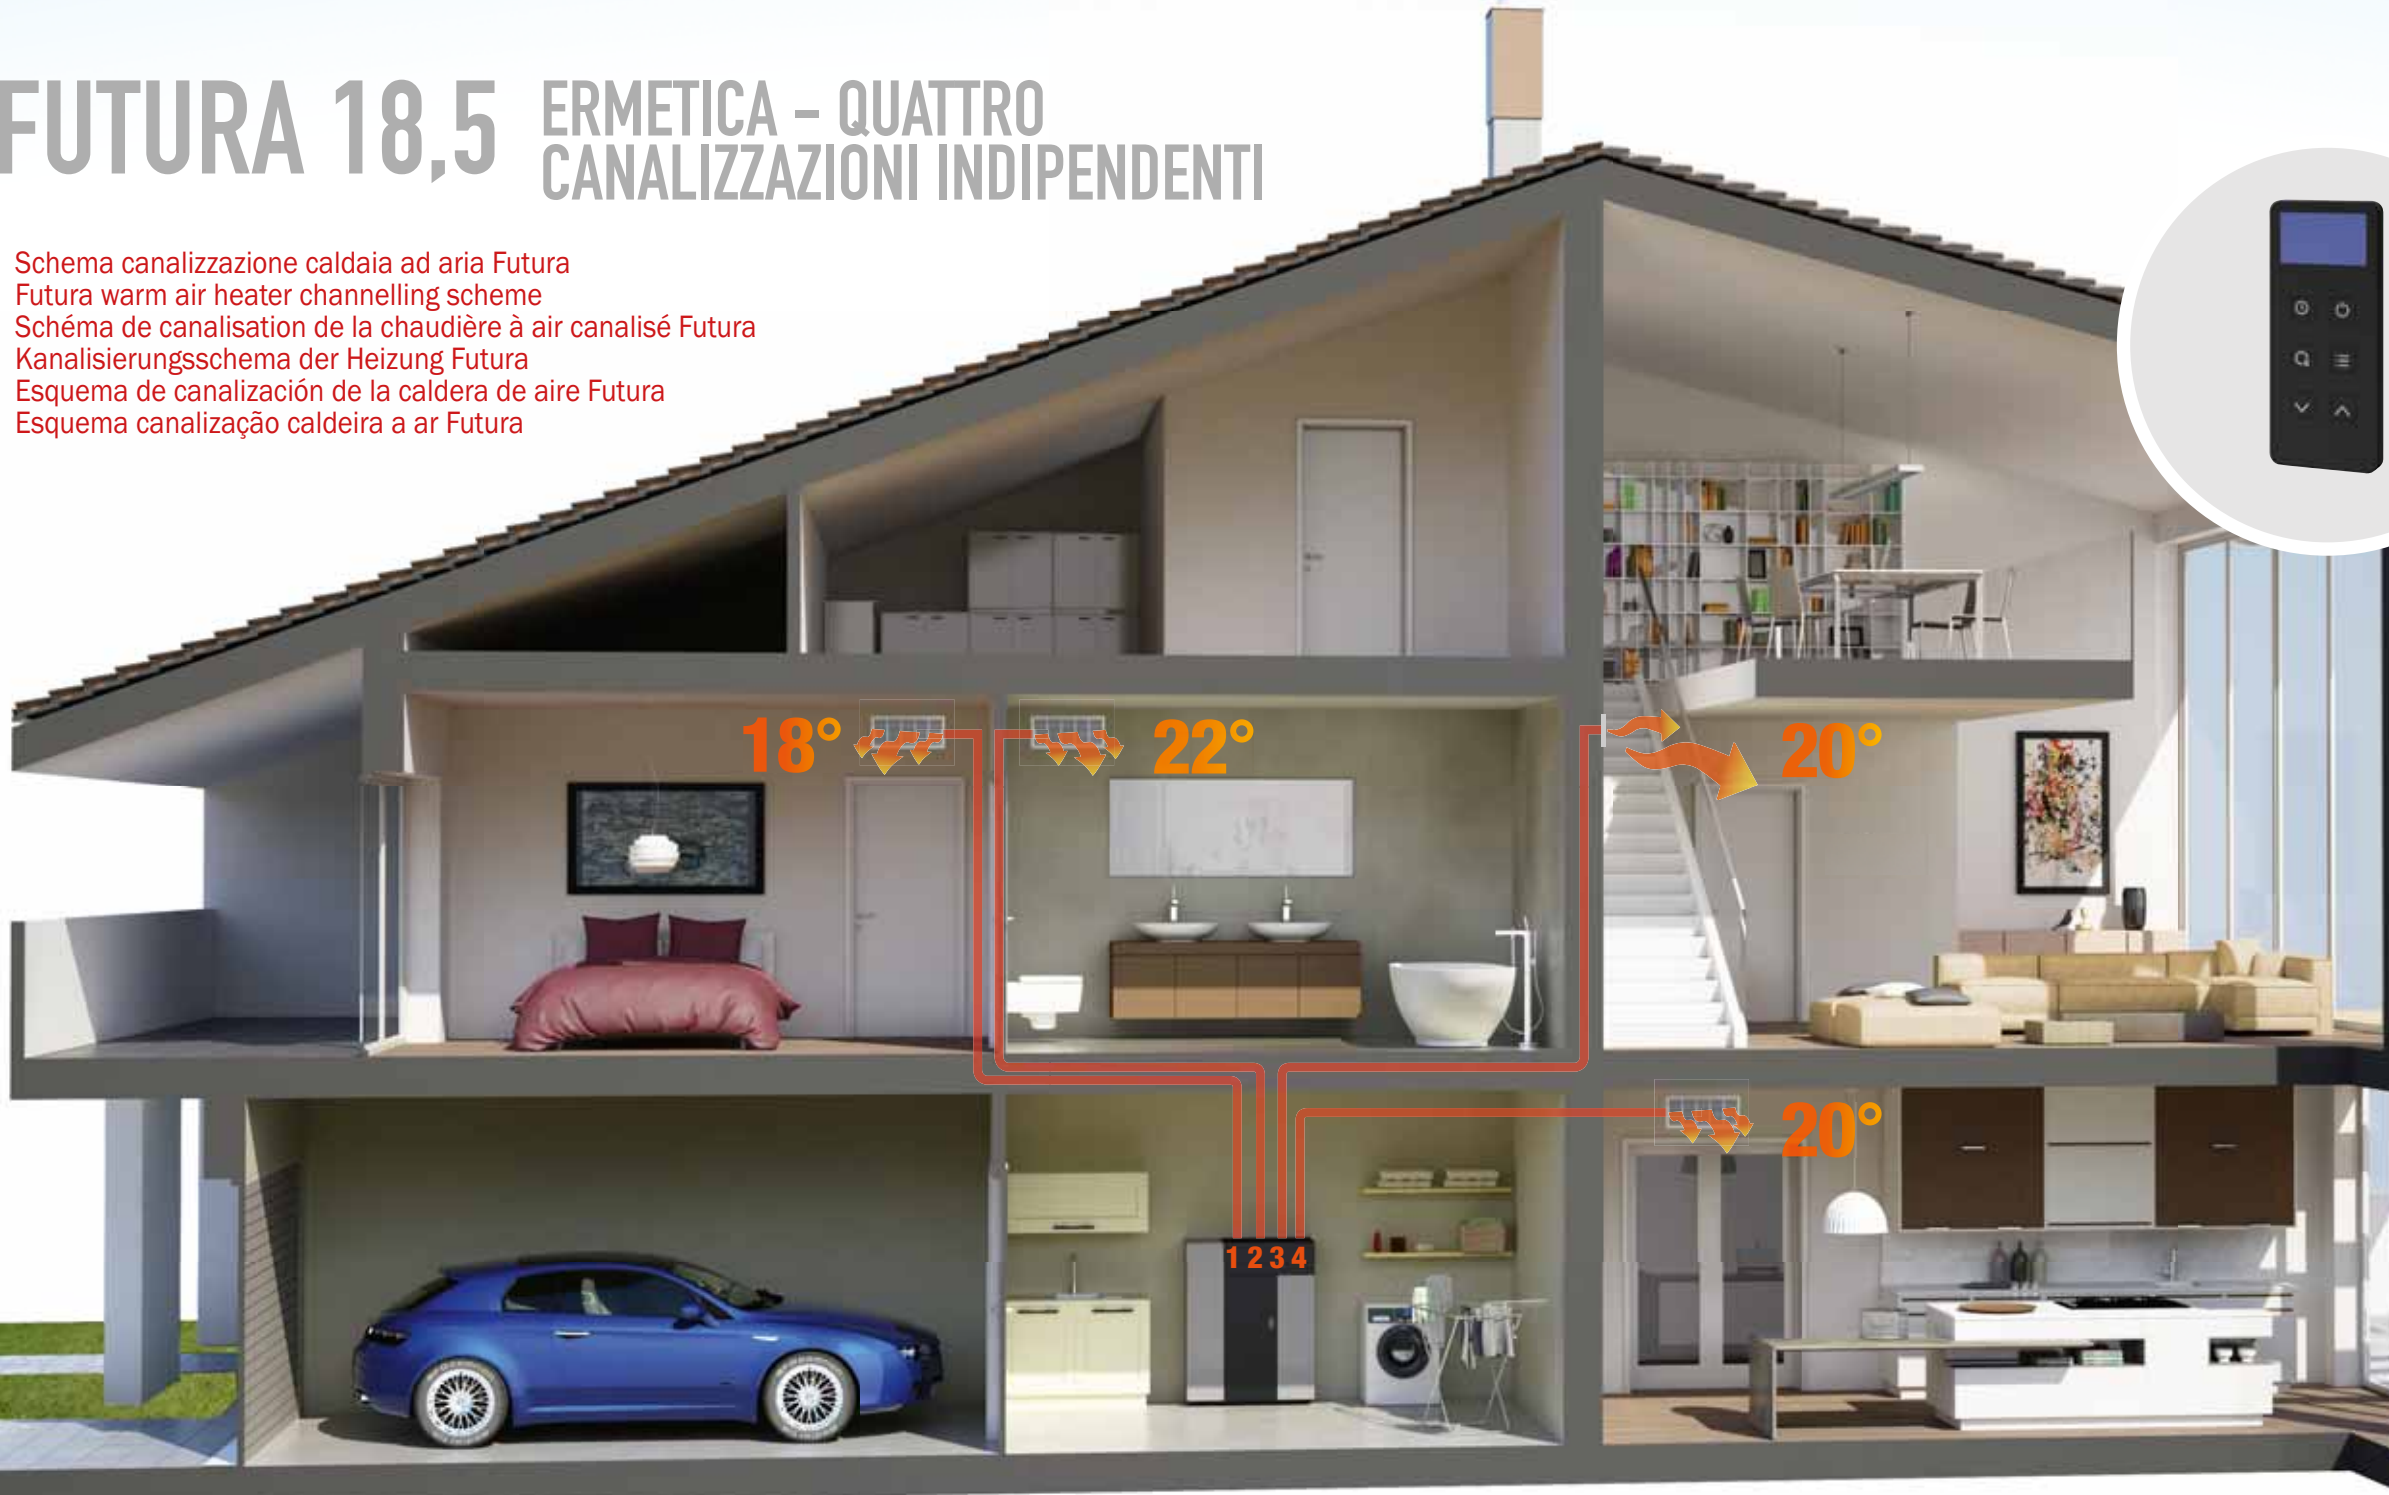 FUTURA 18,5
ERMETICA – QUATTRO
CANALIZZAZIONI INDIPENDENTI
Schema canalizzazione caldaia ad aria Futura
Futura warm air heater channelling scheme
Schéma de canalisation de la chaudière à air canalisé Futura
Kanalisierungsschema der Heizung Futura
Esquema de canalización de la caldera de aire Futura
Esquema canalização caldeira a ar Futura
18°
22°
20°
20°
1 2 3 4